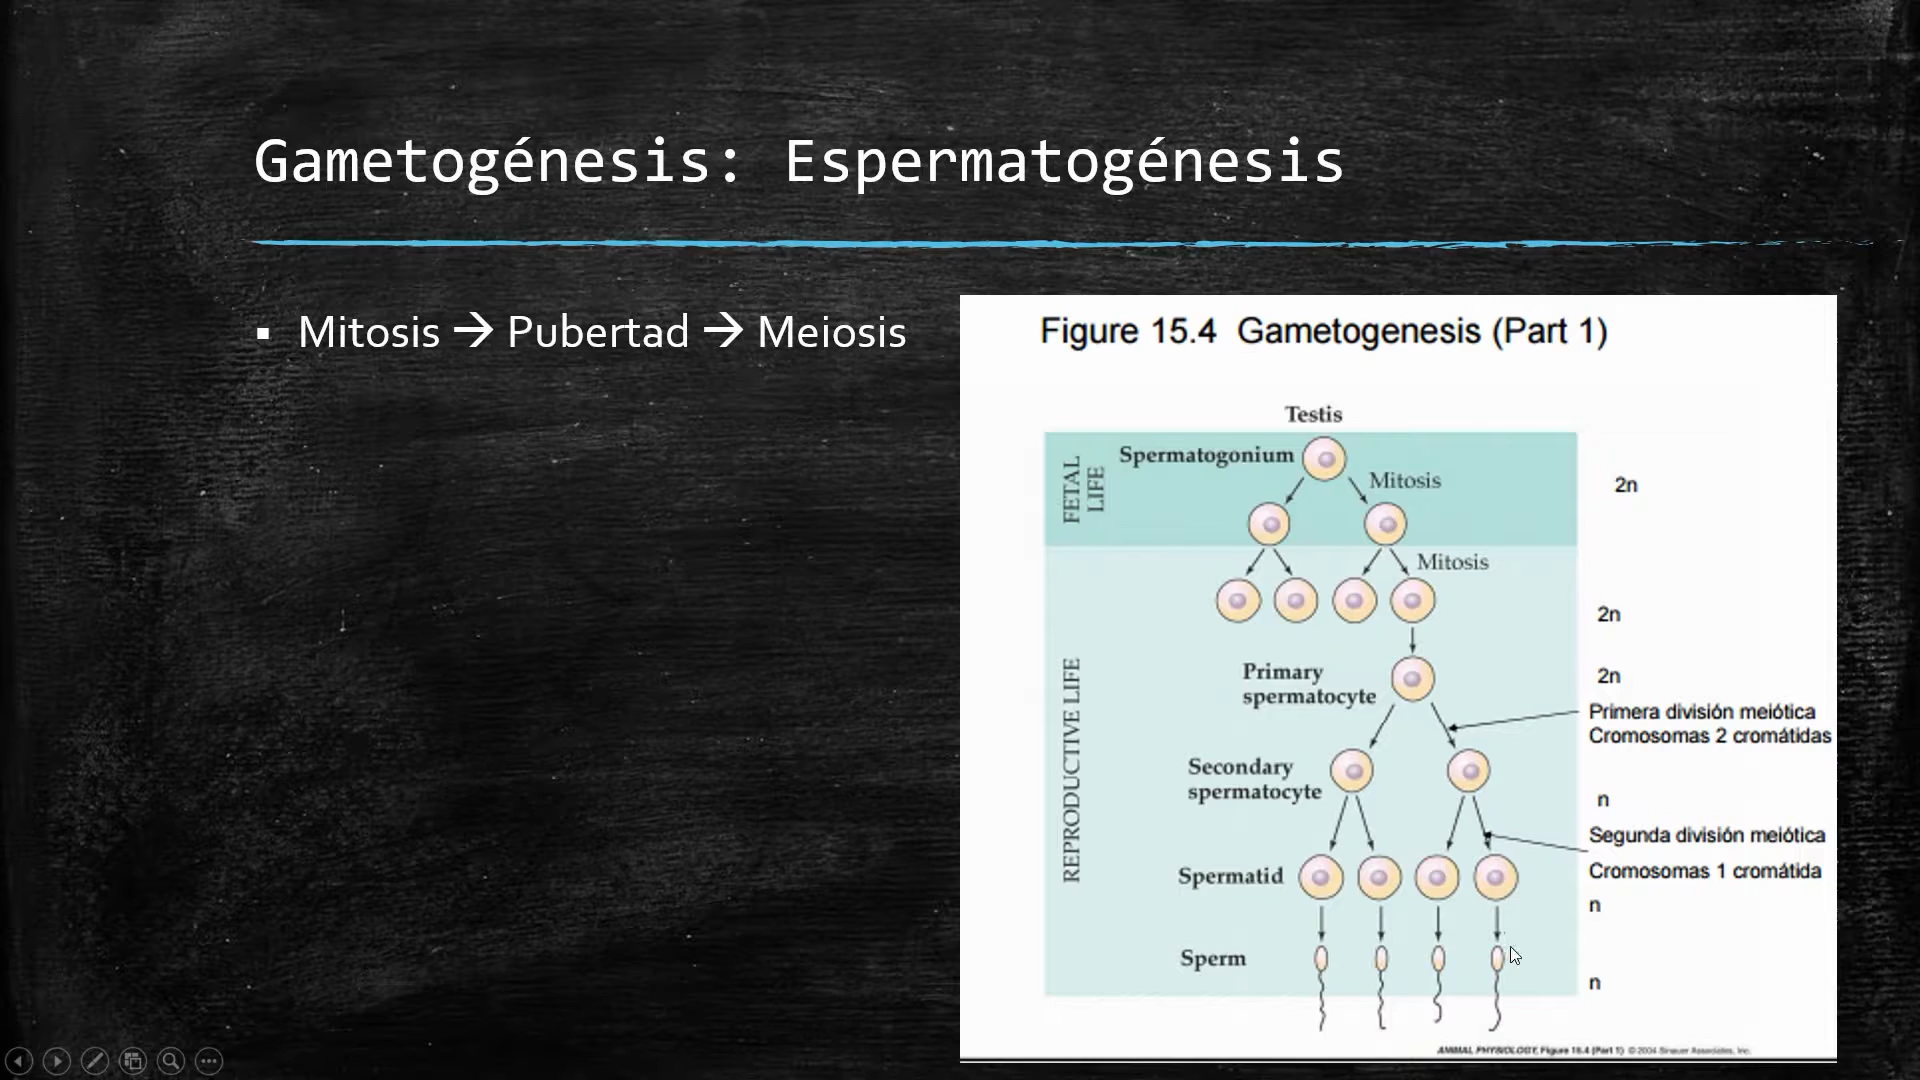 Gametogénesis: Espermatogénesis
▪ Mitosis → Pubertad → Meiosis
Figure 15.4 Gametogenesis (Part 1)
Testis
FETAL LIFE
Spermatogonium
Mitosis
2n
Mitosis
2n
REPRODUCTIVE LIFE
Primary
spermatocyte
2n
Primera división meiótica
Cromosomas 2 cromátidas
Secondary
spermatocyte
n
Segunda división meiótica
Spermatid
Cromosomas 1 cromátida
n
Sperm
n
ANIMAL PHYSIOLOGY, Figure 15.4 (Part 1) © 2004 Sinauer Associates, Inc.